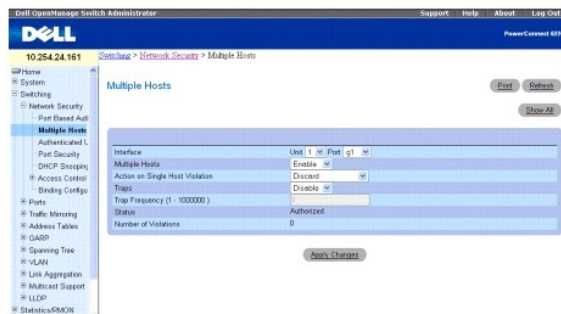 Dell OpenManage Switch Administrator
Support Help About Log Out
DELL
PowerConnect 622
10.254.24.161
Switching > Network Security > Multiple Hosts
Home
System
Switching
Network Security
Port Based Auth
Multiple Hosts
Authenticated U
Port Security
DHCP Snooping
Access Control
Binding Configu
Ports
Traffic Mirroring
Address Tables
GARP
Spanning Tree
VLAN
Link Aggregation
Multicast Support
LLDP
Statistics/RMON
Multiple Hosts
Print Refresh
Show All
Interface Unit 1 Port g1
Multiple Hosts Enable
Action on Single Host Violation Discard
Traps Disable
Trap Frequency (1 - 1000000 )
Status Authorized
Number of Violations 0
Apply Changes